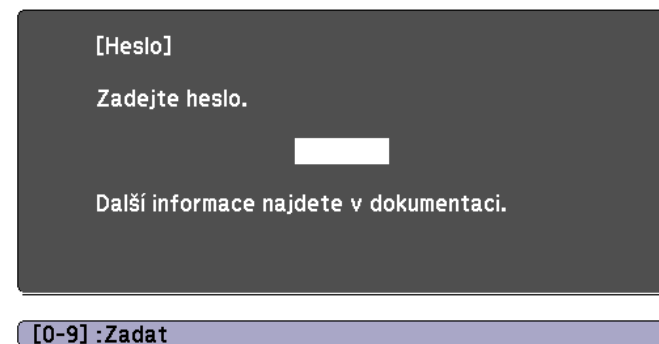 [Heslo]
Zadejte heslo.
Další informace najdete v dokumentaci.
[0-9] :Zadat